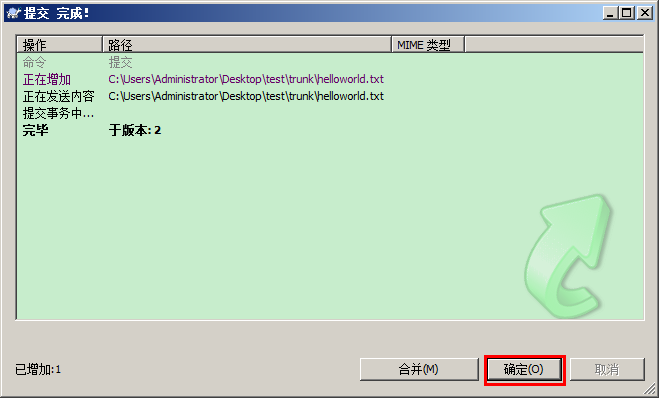 提交 完成!
操作 路径 MIME 类型
命令 提交
正在增加 C:\Users\Administrator\Desktop\test\trunk\helloworld.txt
正在发送内容 C:\Users\Administrator\Desktop\test\trunk\helloworld.txt
提交事务中...
完毕 于版本: 2
已增加:1 合并(M) 确定(O) 取消